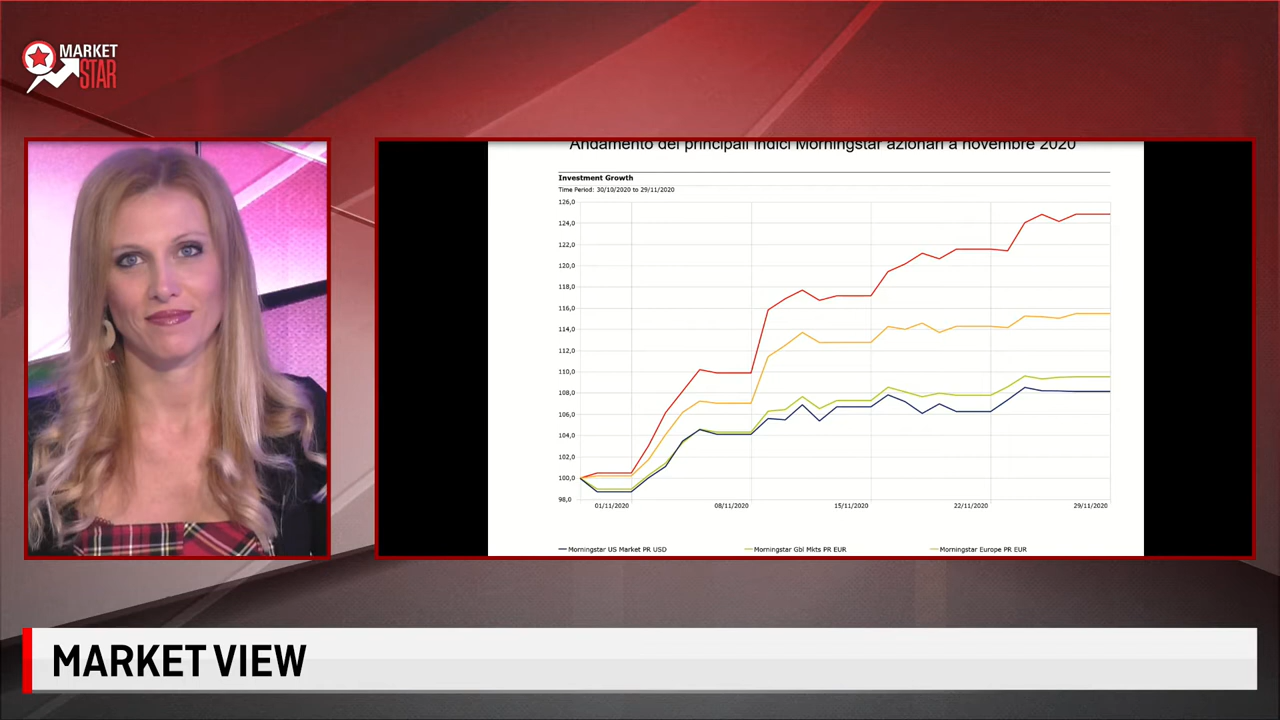 MARKET
STAR
Andamento dei principali indici Morningstar azionari a novembre 2020
Investment Growth
Time Period: 30/10/2020 to 29/11/2020
126,0
124,0
122,0
120,0
118,0
116,0
114,0
112,0
110,0
108,0
106,0
104,0
102,0
100,0
98,0
01/11/2020 08/11/2020 15/11/2020 22/11/2020 29/11/2020
Morningstar US Market PR USD Morningstar Gbl Mkts PR EUR Morningstar Europe PR EUR
MARKET VIEW